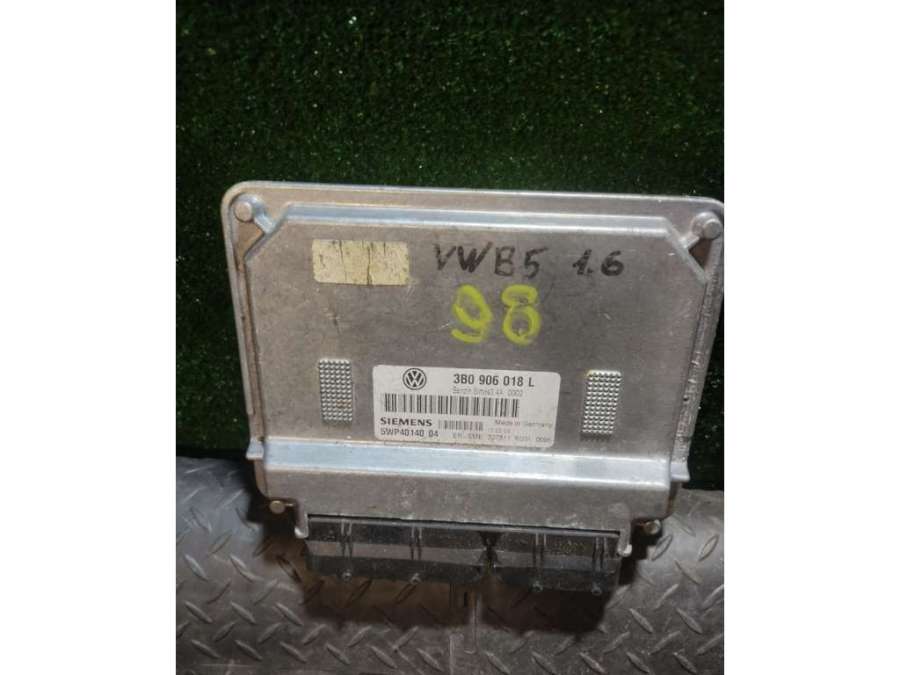 VWB5 1.6
98
3B0 906 018 L
SIEMENS Made in Germany
5WP40140 04